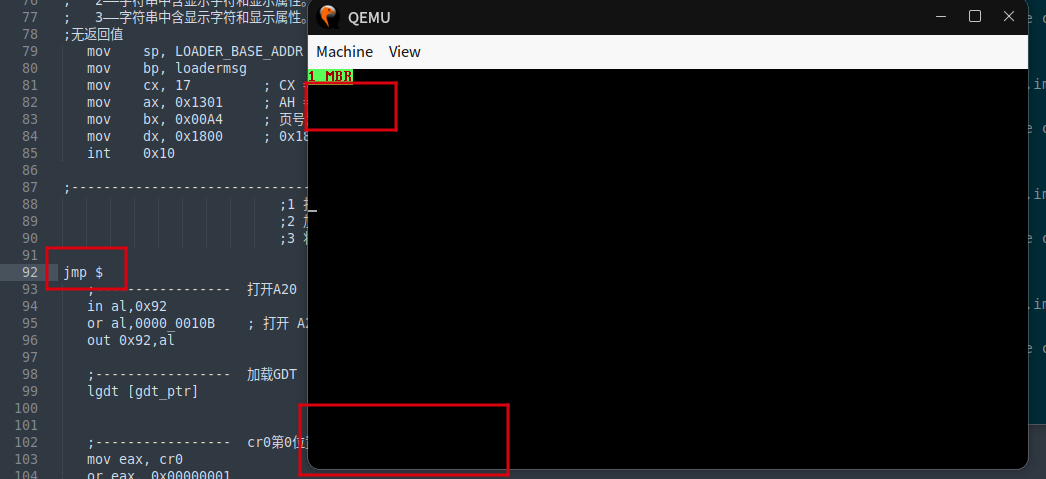 76 ; 2——字符串中含显示字符和显示属性。
77 ; 3——字符串中含显示字符和显示属性。
78 ;无返回值
79 mov sp, LOADER_BASE_ADDR
80 mov bp, loadermsg
81 mov cx, 17 ; CX =
82 mov ax, 0x1301 ; AH =
83 mov bx, 0x00A4 ; 页号
84 mov dx, 0x1800 ; 0x18
85 int 0x10
86
87 ;------------------------------
88 ;1 打
89 ;2 加
90 ;3 将
91
92 jmp $
93 ;----------------- 打开A20
94 in al,0x92
95 or al,0000_0010B ; 打开 A2
96 out 0x92,al
97
98 ;----------------- 加载GDT
99 lgdt [gdt_ptr]
100
101
102 ;----------------- cr0第0位
103 mov eax, cr0
104 or eax, 0x00000001
QEMU
Machine View
1 MBR